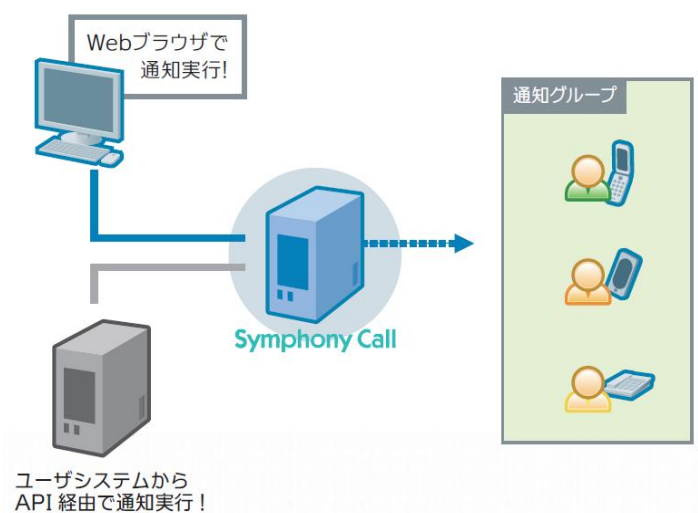 Webブラウザで
通知実行!
通知グループ
Symphony Call
ユーザシステムから
API 経由で通知実行！